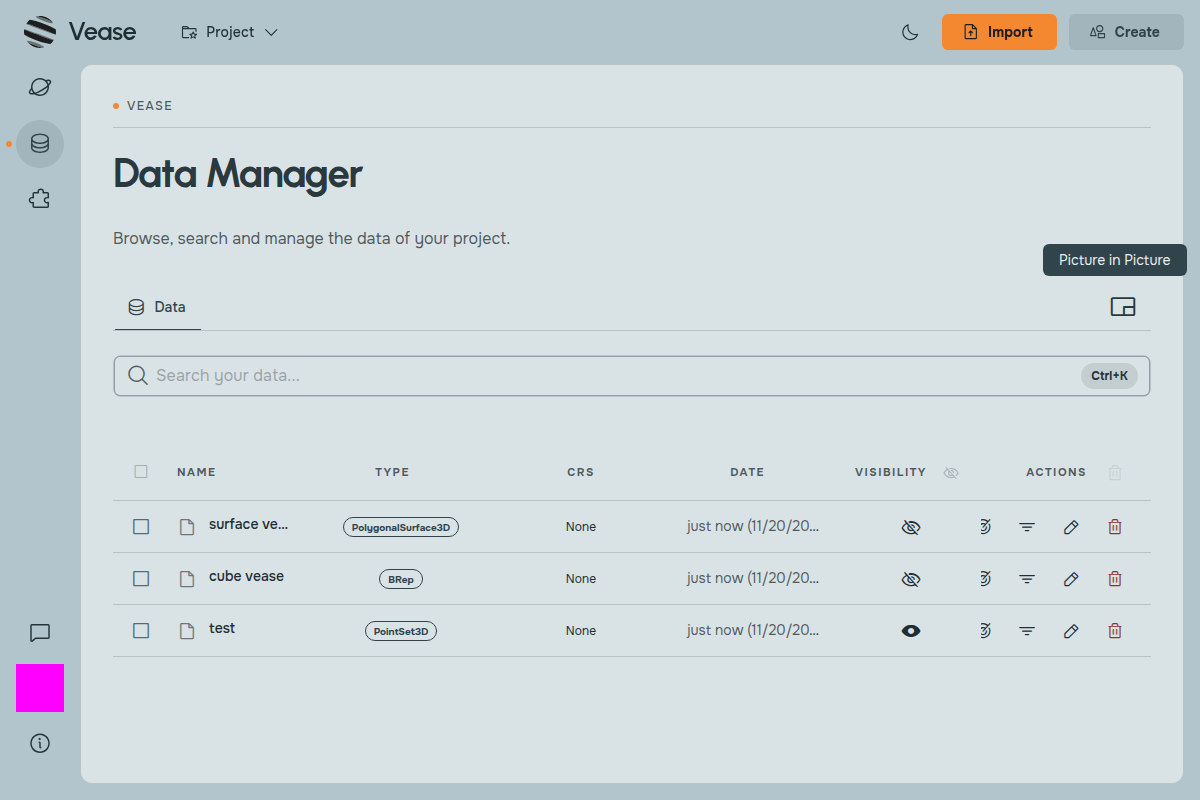 Vease
Project
Import
Create
VEASE
Data Manager
Browse, search and manage the data of your project.
Picture in Picture
Data
Search your data...
Ctrl+K
NAME TYPE CRS DATE VISIBILITY ACTIONS
surface ve... PolygonalSurface3D None just now (11/20/20...
cube vease BRep None just now (11/20/20...
test PointSet3D None just now (11/20/20...